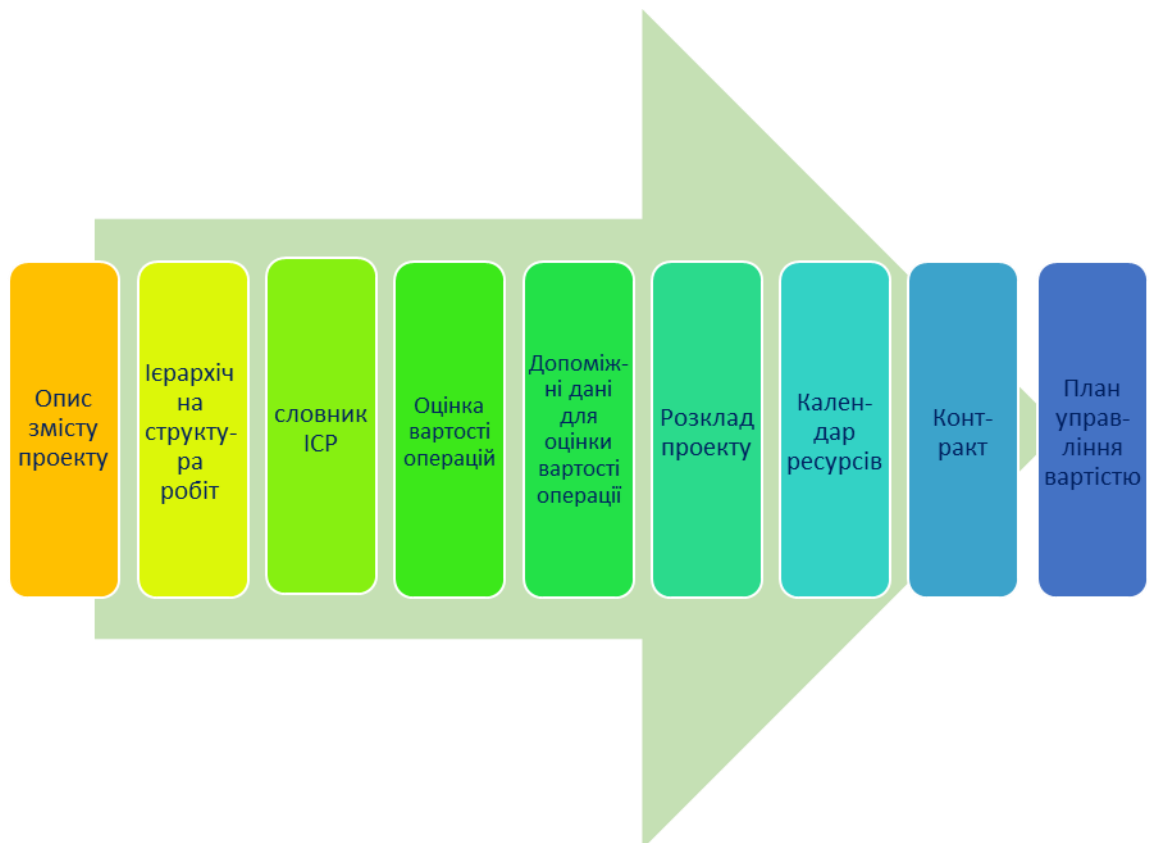 Опис
змісту
проекту
Ієрархіч
на
структу-
ра
робіт
словник
ІСР
Оцінка
вартості
операцій
Допоміж-
ні дані
для
оцінки
вартості
операції
Розклад
проекту
Кален-
дар
ресурсів
Конт-
ракт
План
управ-
ління
вартістю